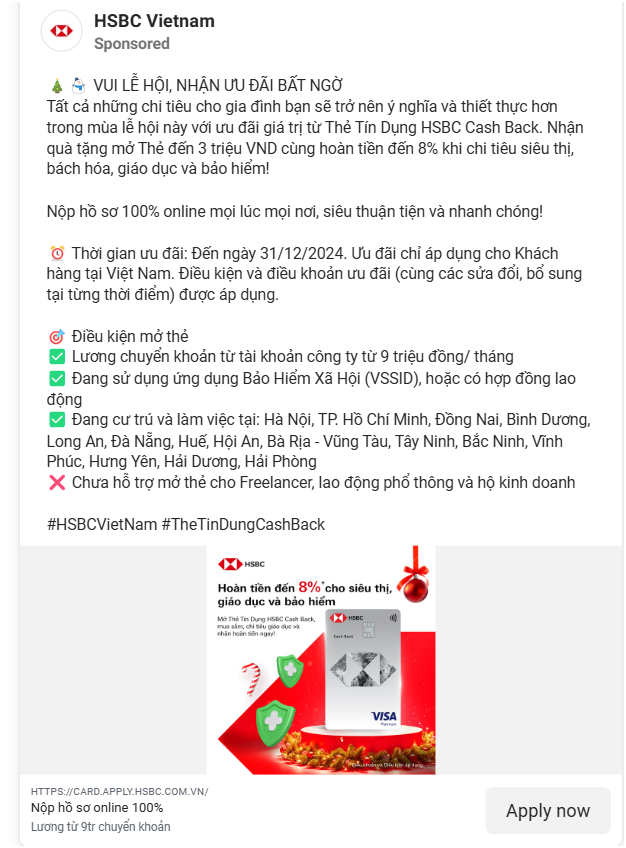 HSBC Vietnam
Sponsored
🎄⛄ VUI LỄ HỘI, NHẬN ƯU ĐÃI BẤT NGỜ
Tất cả những chi tiêu cho gia đình bạn sẽ trở nên ý nghĩa và thiết thực hơn
trong mùa lễ hội này với ưu đãi giá trị từ Thẻ Tín Dụng HSBC Cash Back. Nhận
quà tặng mở Thẻ đến 3 triệu VND cùng hoàn tiền đến 8% khi chi tiêu siêu thị,
bách hóa, giáo dục và bảo hiểm!
Nộp hồ sơ 100% online mọi lúc mọi nơi, siêu thuận tiện và nhanh chóng!
⏰ Thời gian ưu đãi: Đến ngày 31/12/2024. Ưu đãi chỉ áp dụng cho Khách
hàng tại Việt Nam. Điều kiện và điều khoản ưu đãi (cùng các sửa đổi, bổ sung
tại từng thời điểm) được áp dụng.
🎯 Điều kiện mở thẻ
✅ Lương chuyển khoản từ tài khoản công ty từ 9 triệu đồng/ tháng
✅ Đang sử dụng ứng dụng Bảo Hiểm Xã Hội (VSSID), hoặc có hợp đồng lao
động
✅ Đang cư trú và làm việc tại: Hà Nội, TP. Hồ Chí Minh, Đồng Nai, Bình Dương,
Long An, Đà Nẵng, Huế, Hội An, Bà Rịa - Vũng Tàu, Tây Ninh, Bắc Ninh, Vĩnh
Phúc, Hưng Yên, Hải Dương, Hải Phòng
❌ Chưa hỗ trợ mở thẻ cho Freelancer, lao động phổ thông và hộ kinh doanh
#HSBCVietNam #TheTinDungCashBack
HSBC
Hoàn tiền đến 8%* cho siêu thị,
giáo dục và bảo hiểm
Mở Thẻ Tín Dụng HSBC Cash Back,
mua sắm, chi tiêu giáo dục và
nhận hoàn tiền ngay!
HSBC
Cash Back
VISA
Platinum
*Điều khoản và Điều kiện áp dụng.
HTTPS://CARD.APPLY.HSBC.COM.VN/
Nộp hồ sơ online 100%
Lương từ 9tr chuyển khoản
Apply now